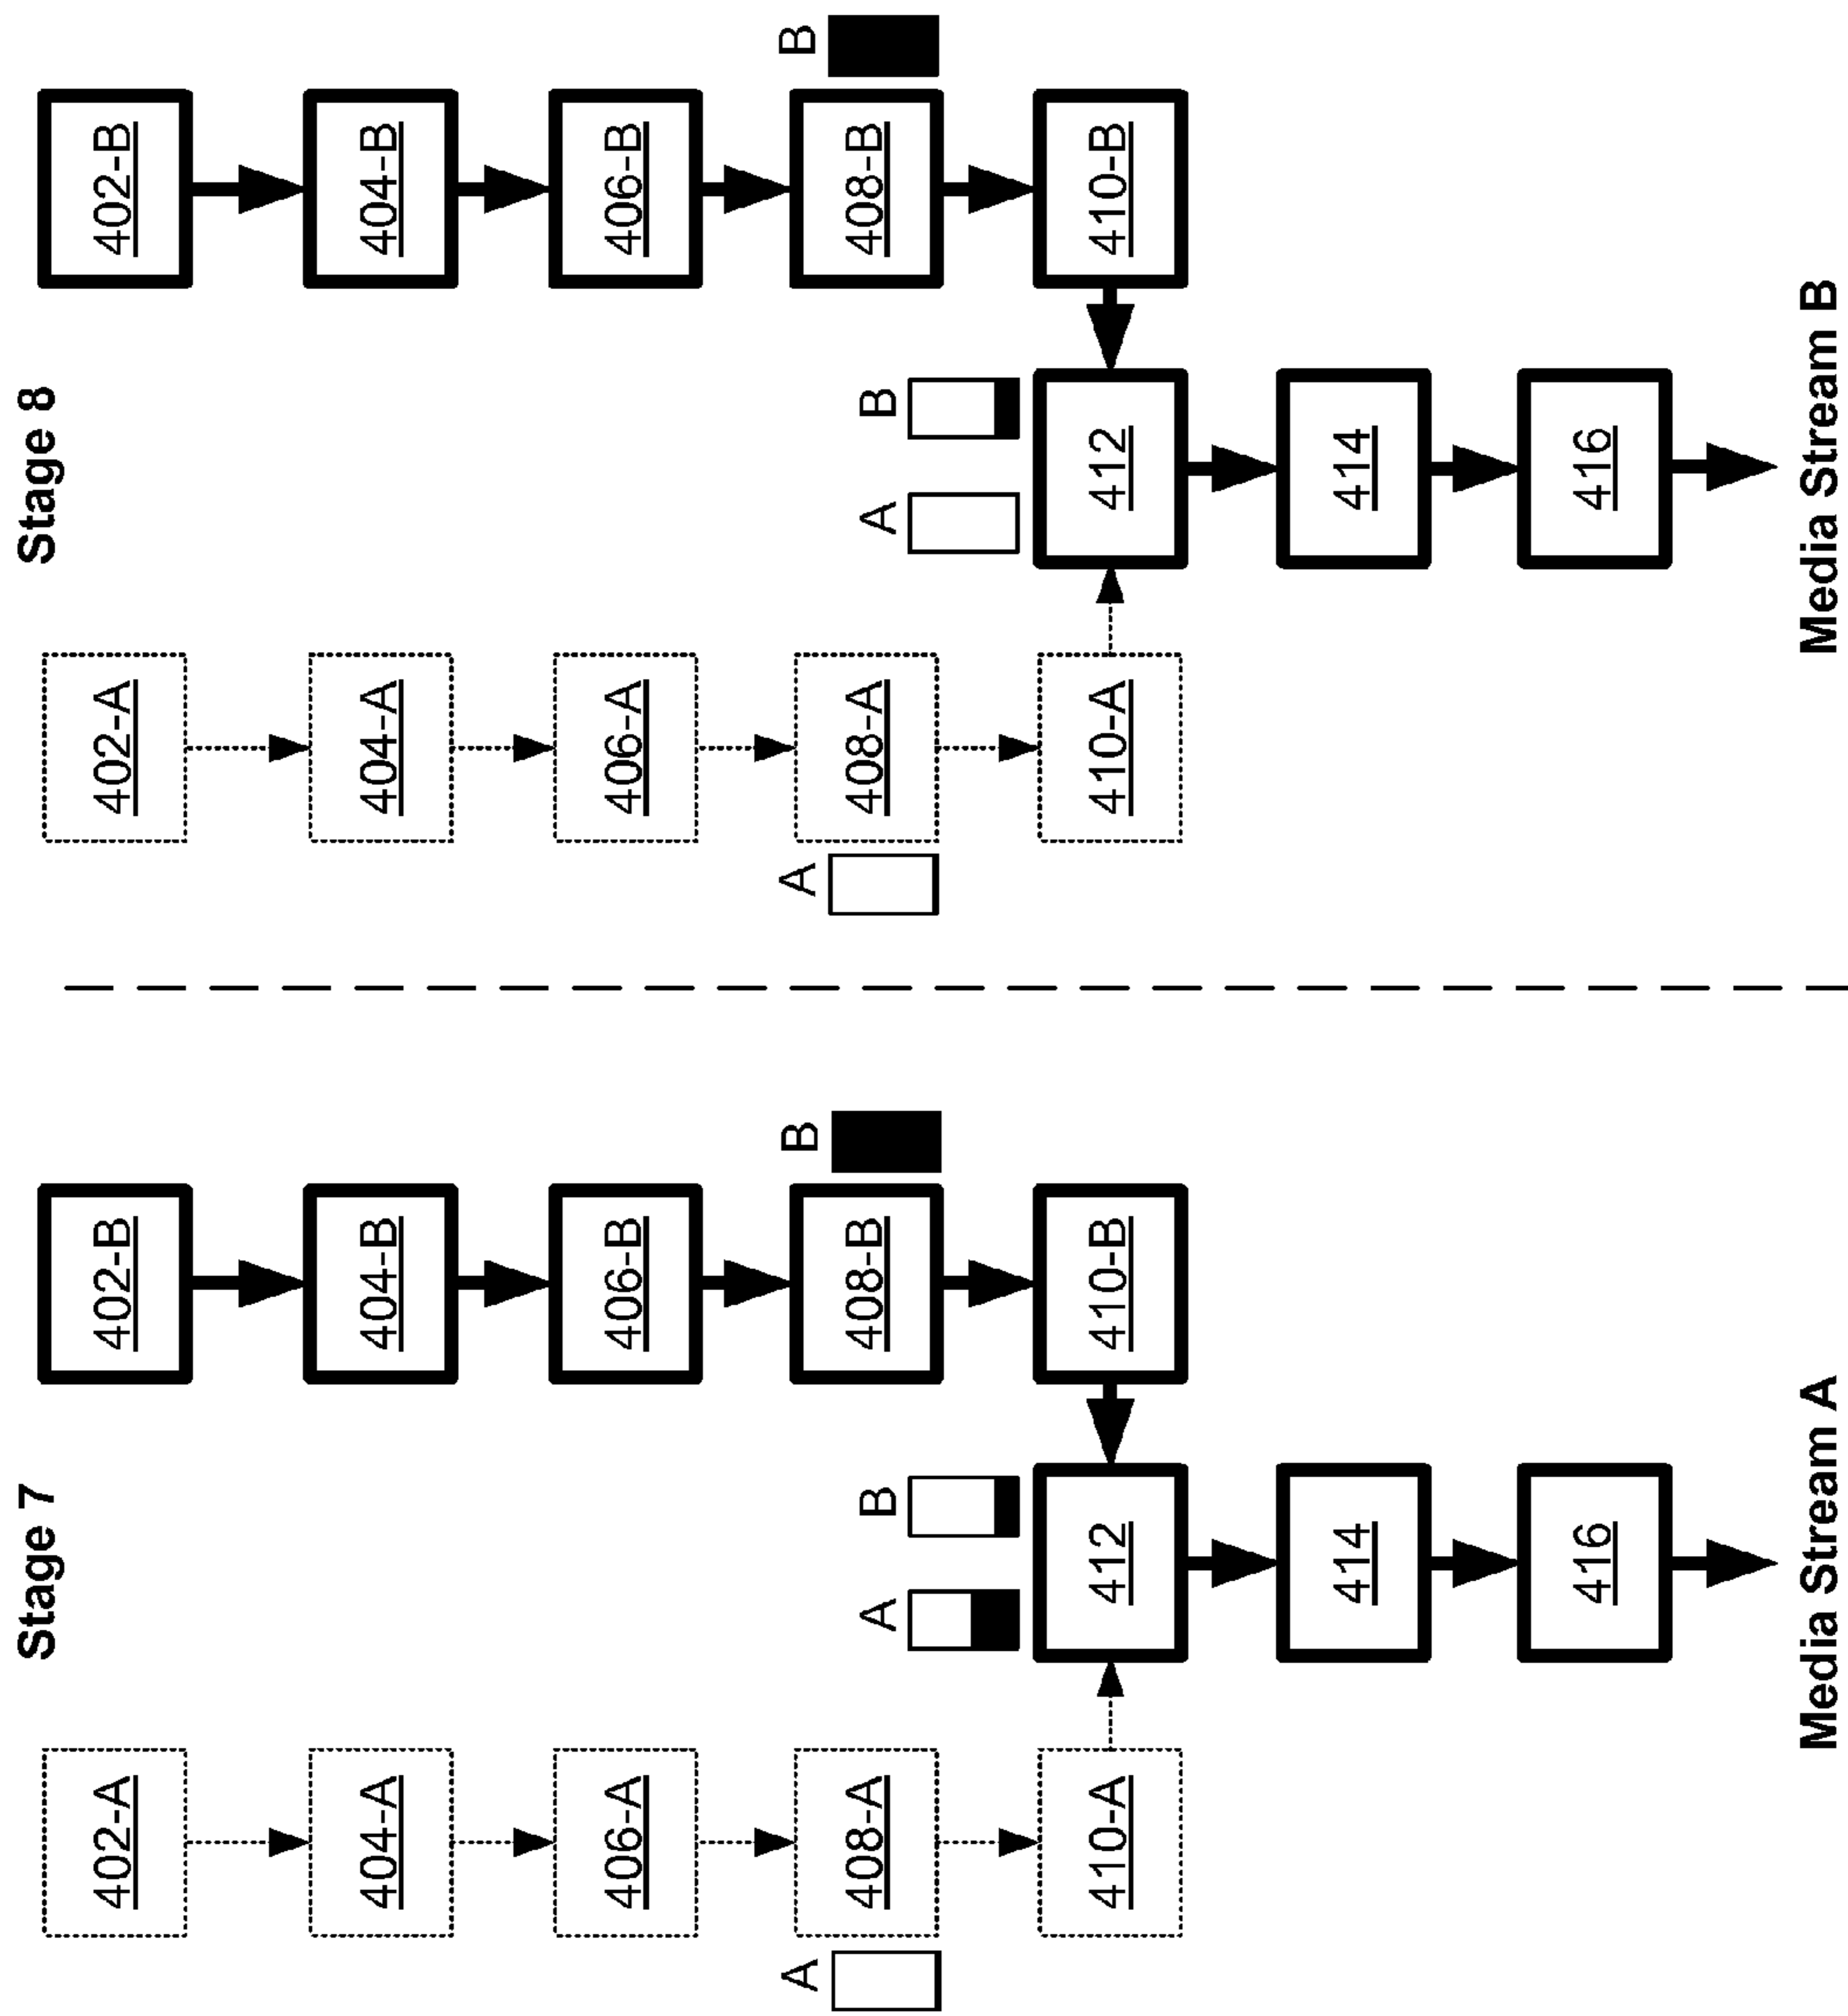 Stage 7
402-A
402-B
404-A
404-B
406-A
406-B
A
B
408-A
408-B
A
B
410-A
412
410-B
414
416
Media Stream A
Stage 8
402-A
402-B
404-A
404-B
406-A
406-B
A
B
408-A
408-B
A
B
410-A
412
410-B
414
416
Media Stream B